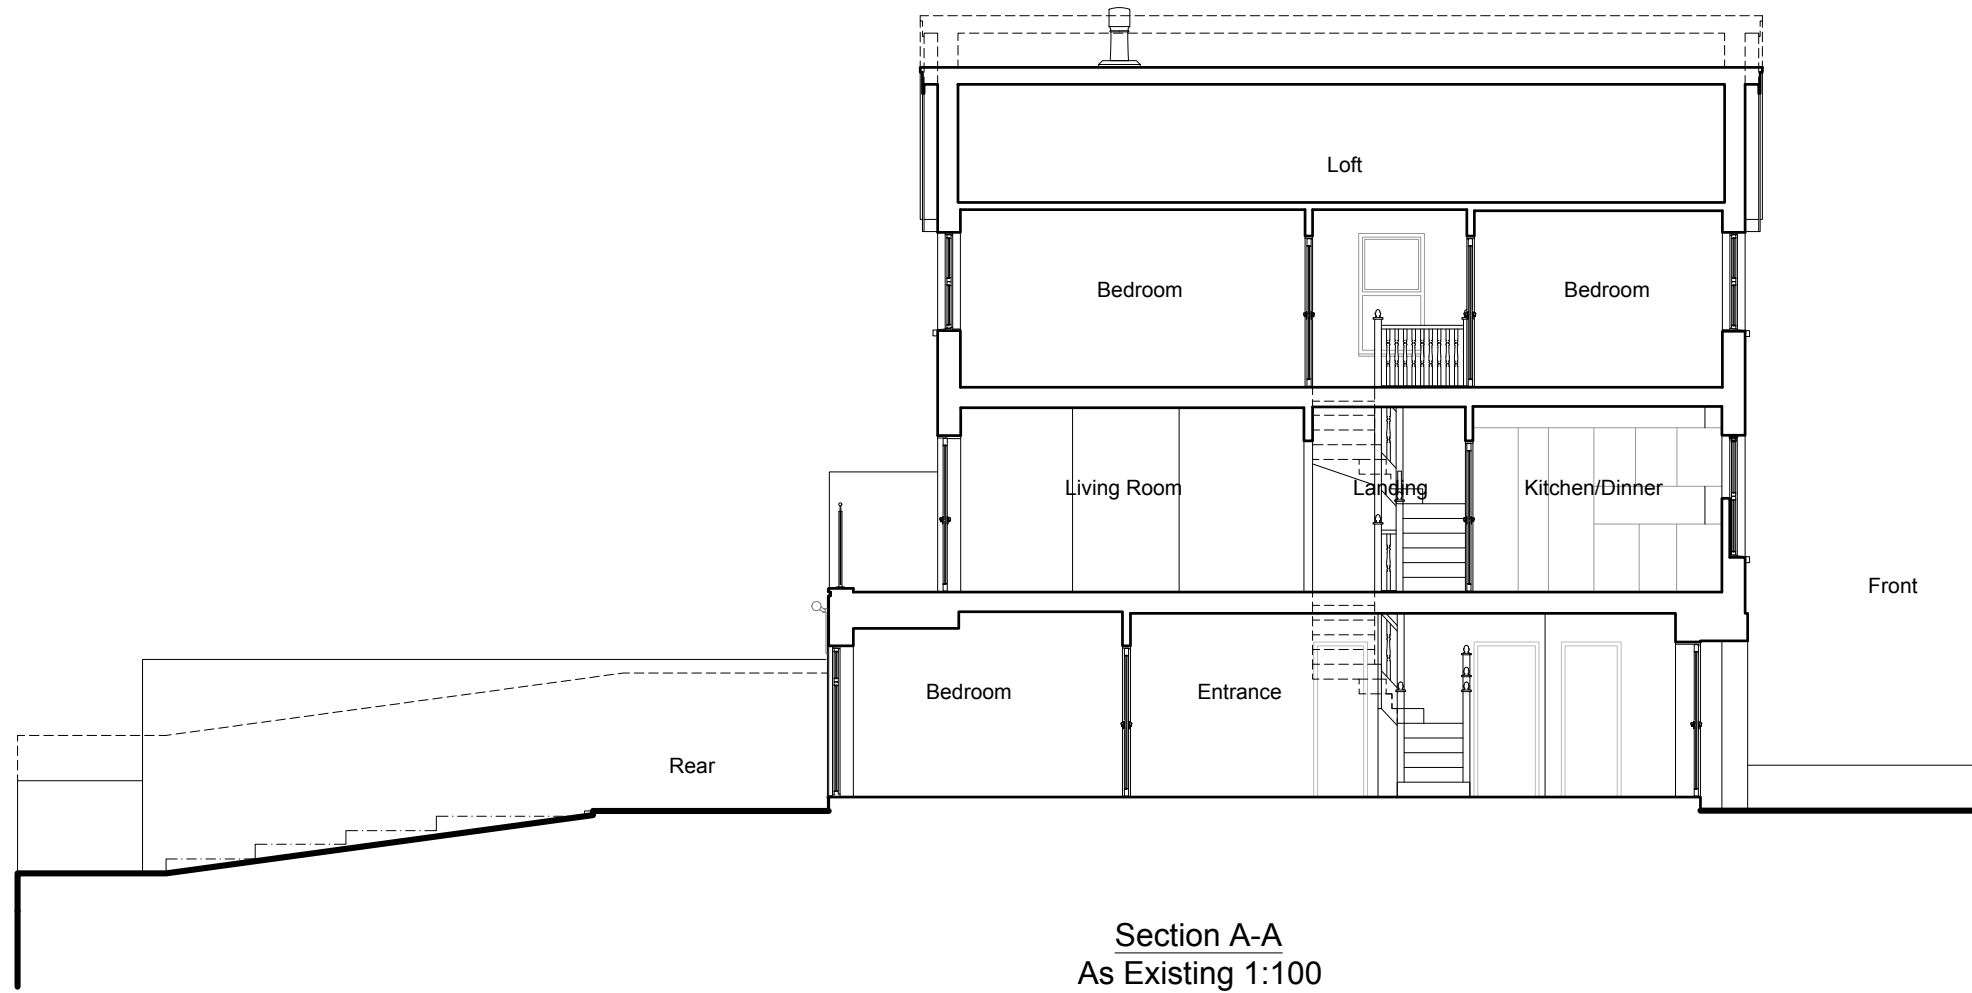 Loft
Bedroom
Bedroom
Living Room
Landing
Kitchen/Dinner
Front
Bedroom
Entrance
Rear
Section A-A
As Existing 1:100